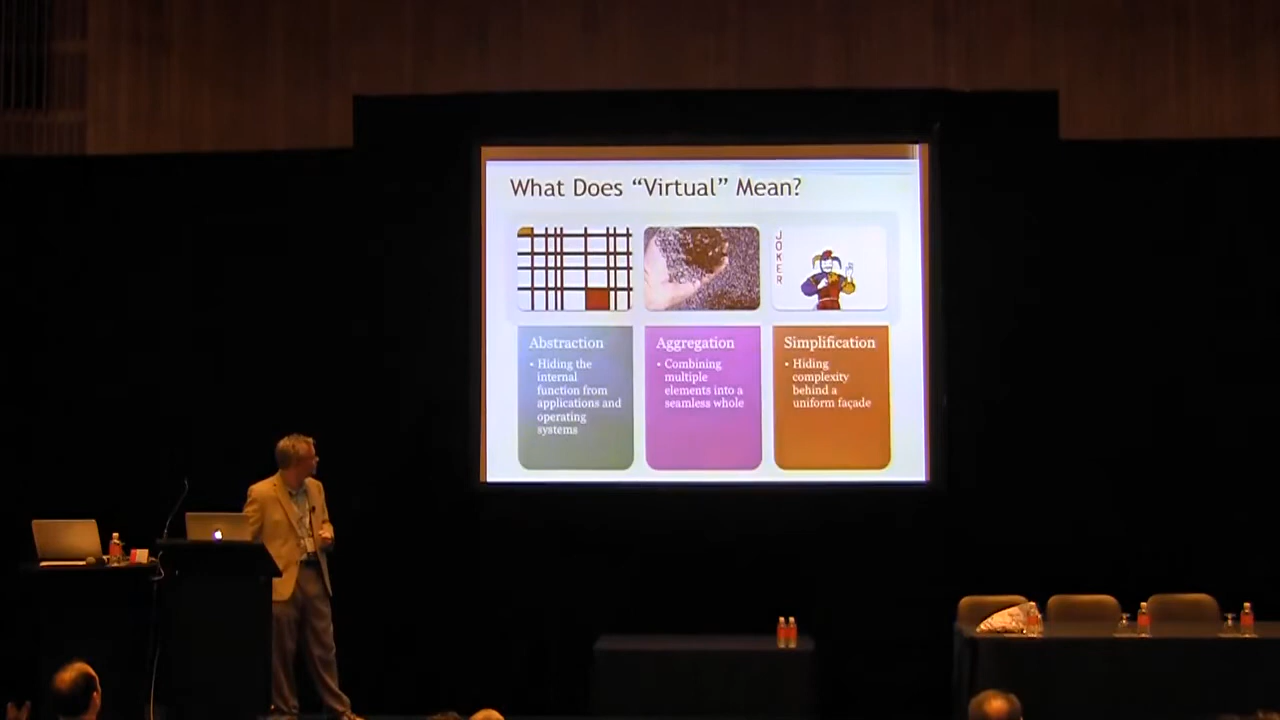 What Does “Virtual” Mean?
J
O
K
E
R
Abstraction
• Hiding the
internal
function from
applications and
operating
systems
Aggregation
• Combining
multiple
elements into a
seamless whole
Simplification
• Hiding
complexity
behind a
uniform façade